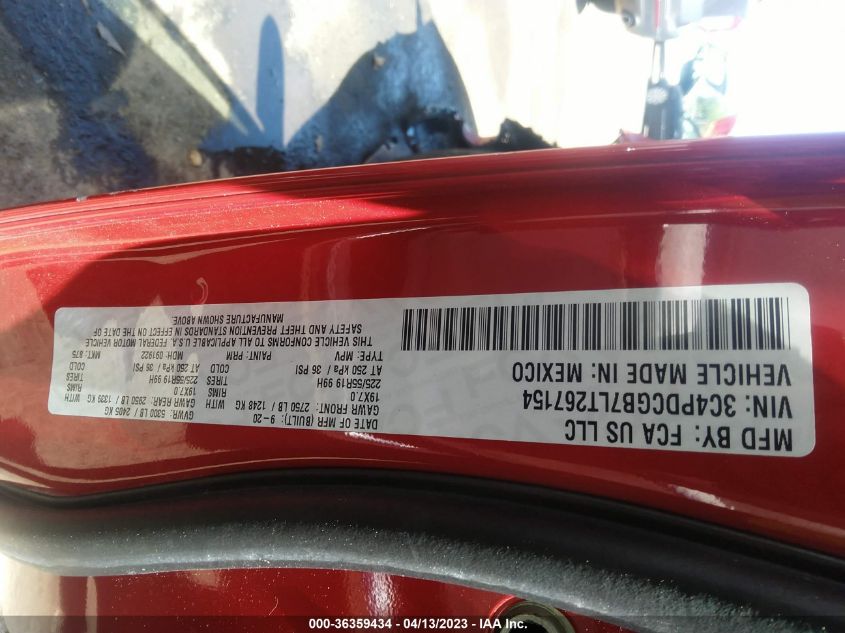 MFD BY: FCA US LLC
VIN: 3C4PDCGB7LT267154
VEHICLE MADE IN: MEXICO
DATE OF MFR (BUILT): 9-20
GVWR: 5300 LB / 2404 KG
GAWR FRONT: 2750 LB / 1248 KG
GAWR REAR: 2950 LB / 1339 KG
19X7.0
RIMS
19X7.0
RIMS
225/55R19 99H
TIRES
225/55R19 99H
TIRES
AT 250 kPa / 36 PSI
COLD
AT 250 kPa / 36 PSI
COLD
TYPE: MPV
PAINT: PRM
MDH: 091922
MKT: 875
THIS VEHICLE CONFORMS TO ALL APPLICABLE U.S.A. FEDERAL MOTOR VEHICLE
SAFETY AND THEFT PREVENTION STANDARDS IN EFFECT ON THE DATE OF
MANUFACTURE SHOWN ABOVE.
000-36359434 / 04/13/2023 - IAA Inc.